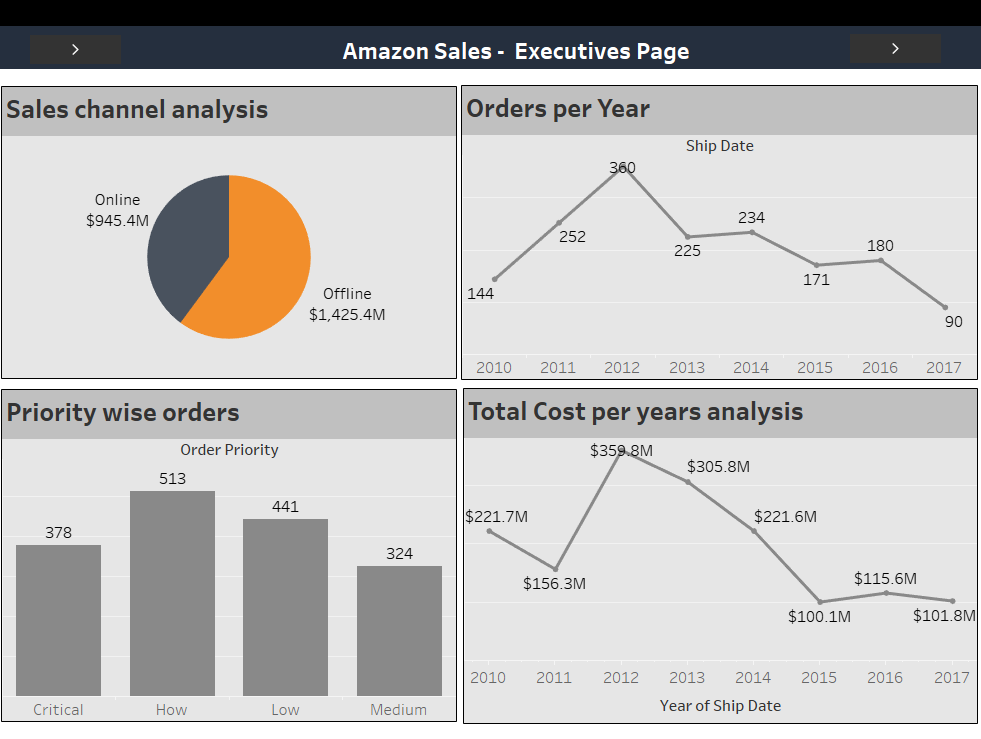 Amazon Sales -  Executives Page
Sales channel analysis
Online
$945.4M
Offline
$1,425.4M
Orders per Year
Ship Date
144
252
360
225
234
171
180
90
2010 2011 2012 2013 2014 2015 2016 2017
Priority wise orders
Order Priority
378
513
441
324
Critical How Low Medium
Total Cost per years analysis
$221.7M
$156.3M
$359.8M
$305.8M
$221.6M
$100.1M
$115.6M
$101.8M
2010 2011 2012 2013 2014 2015 2016 2017
Year of Ship Date